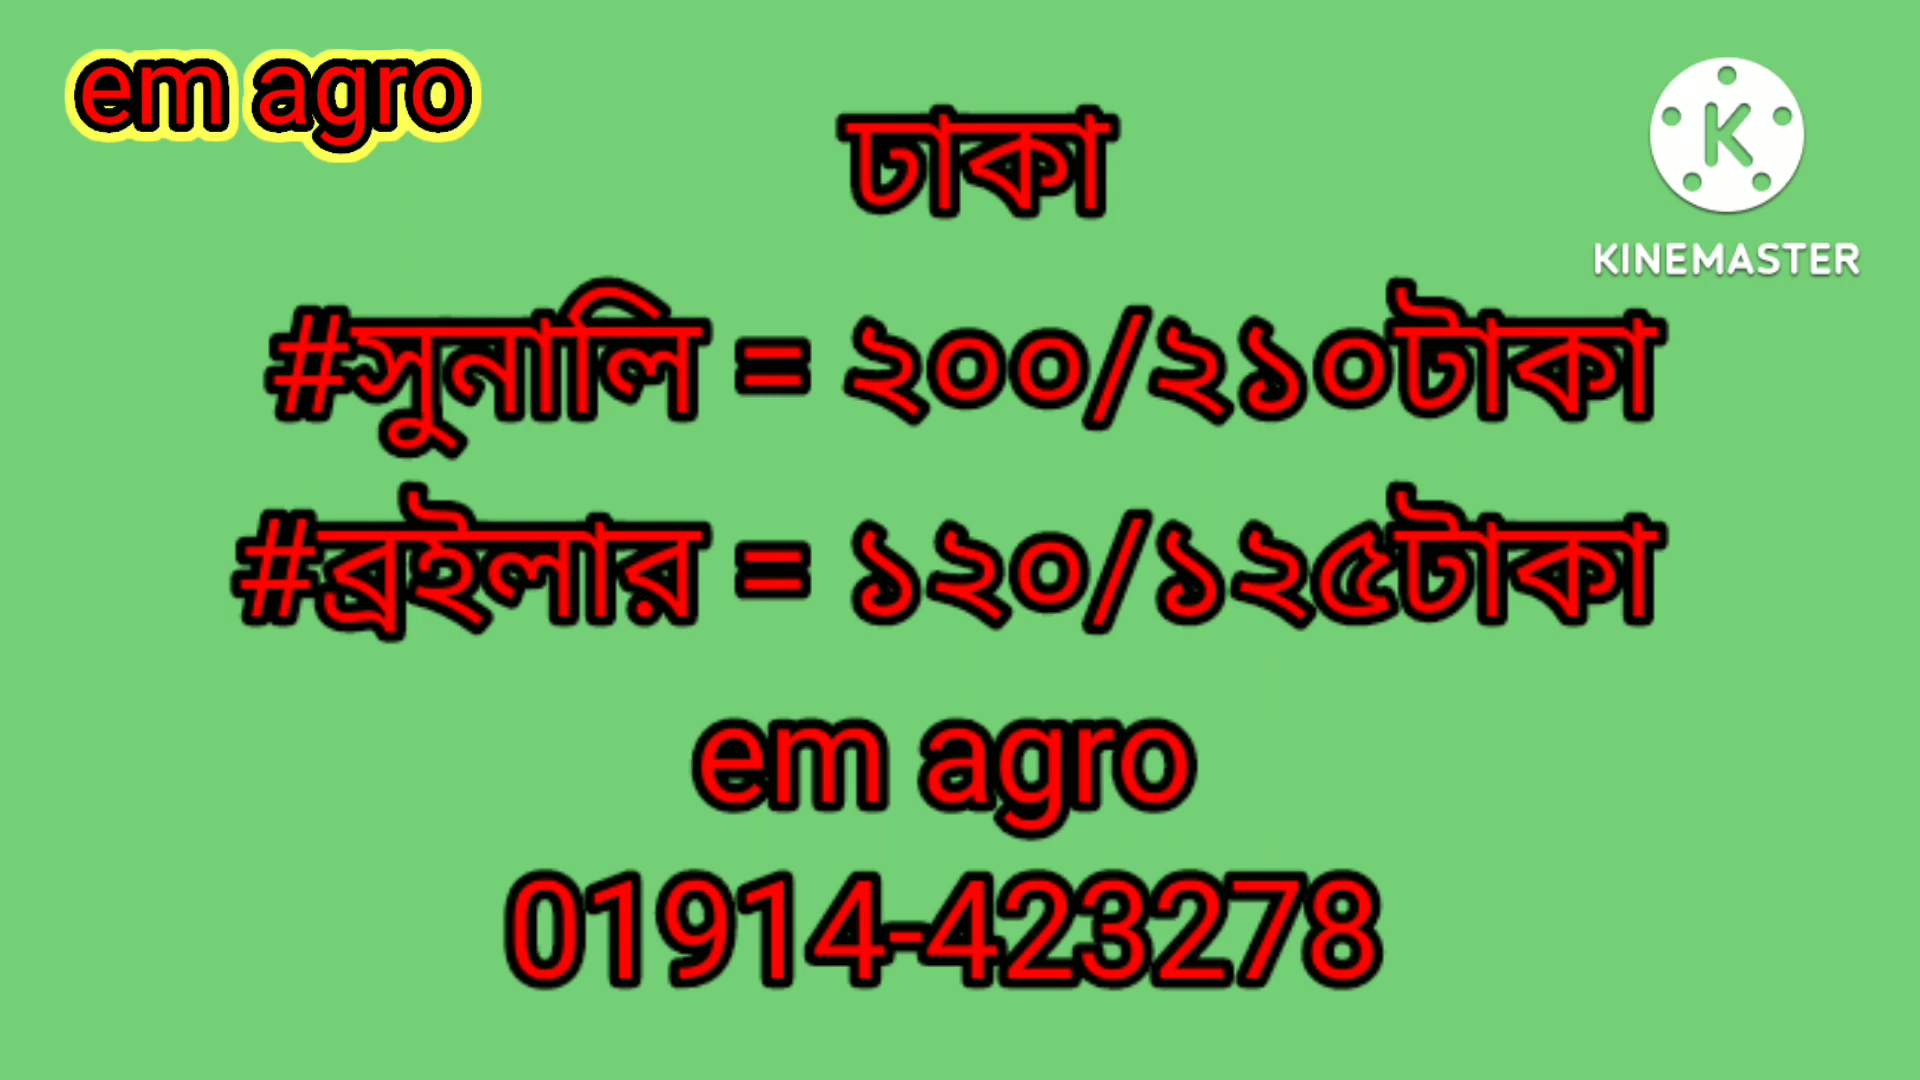 em agro
ঢাকা
KINEMASTER
#সুনালি = ২০০/২১০টাকা
#ব্রইলার = ১২০/১২৫টাকা
em agro
01914-423278